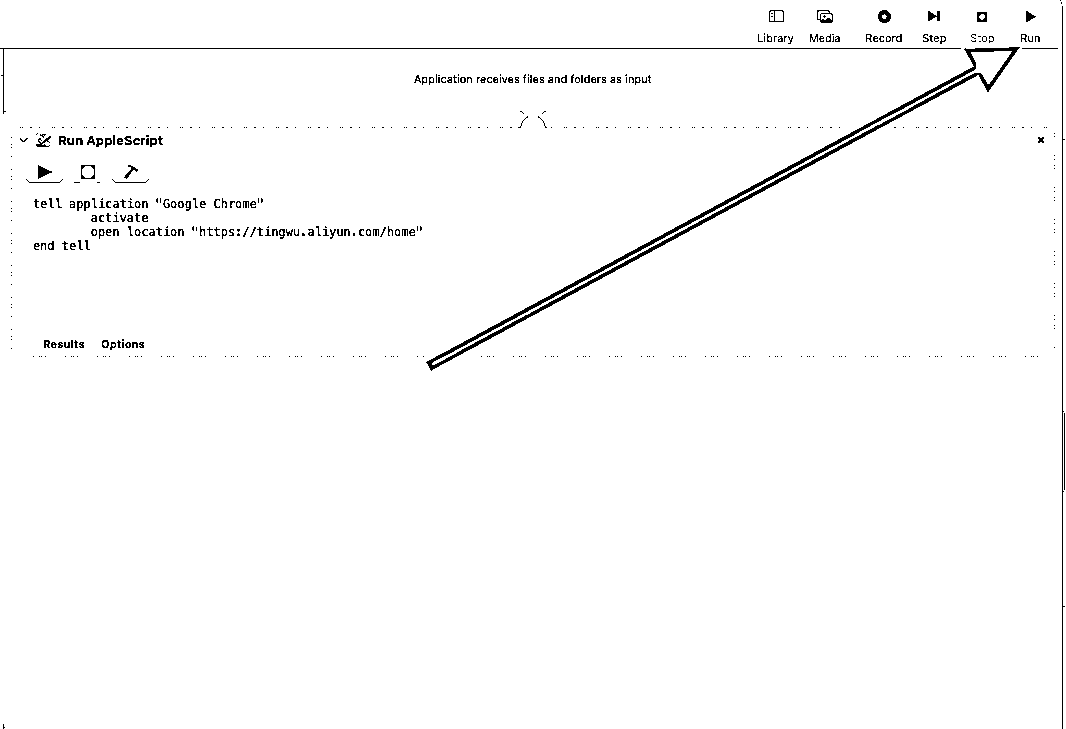 Library Media Record Step Stop Run
Application receives files and folders as input
Run AppleScript
tell application "Google Chrome"
activate
open location "https://tingwu.aliyun.com/home"
end tell
Results Options